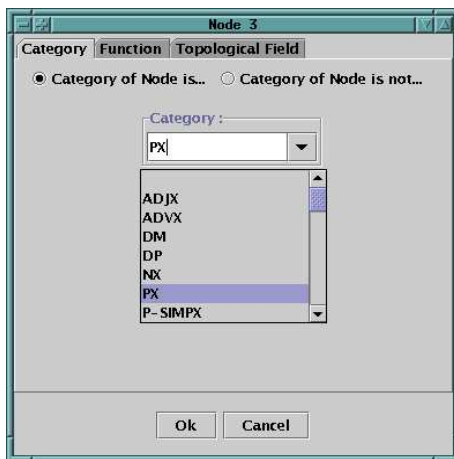 Node 3
Category Function Topological Field
Category of Node is... Category of Node is not...
Category :
PX
ADJX
ADVX
DM
DP
NX
PX
P-SIMPX
Ok Cancel